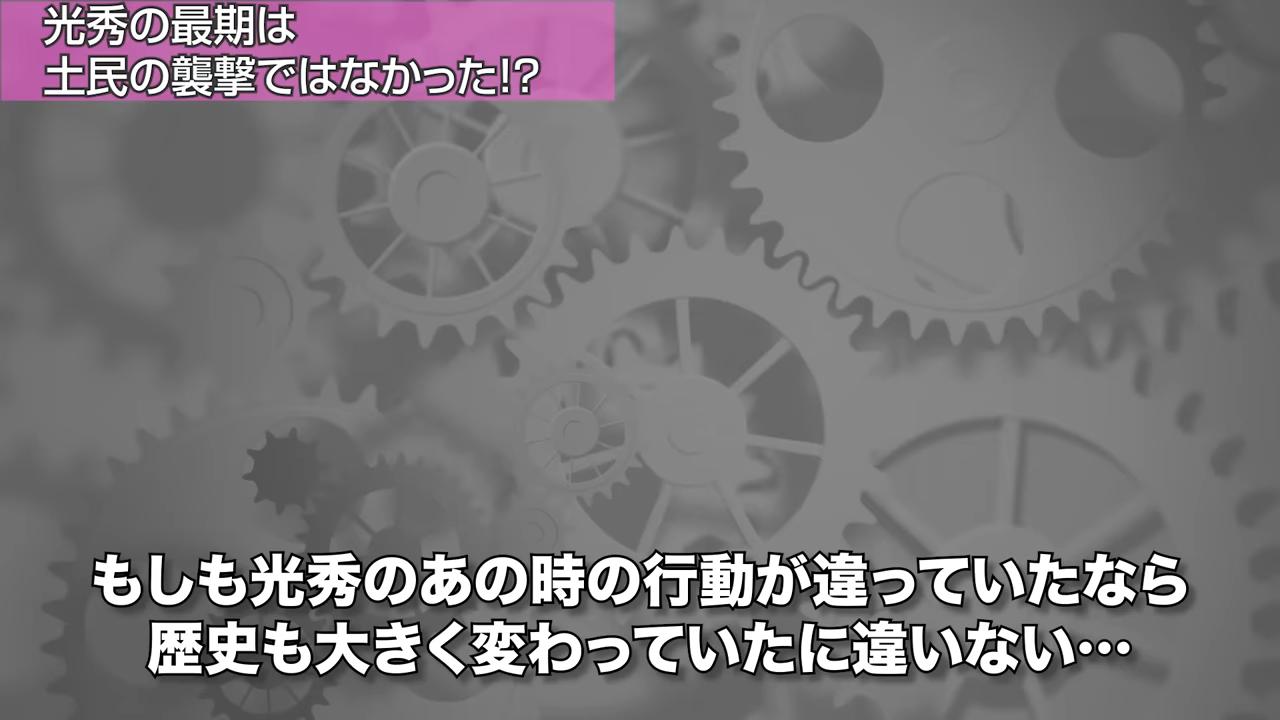 光秀の最期は
土民の襲撃ではなかった!?
もしも光秀のあの時の行動が違っていたなら
歴史も大きく変わっていたに違いない…